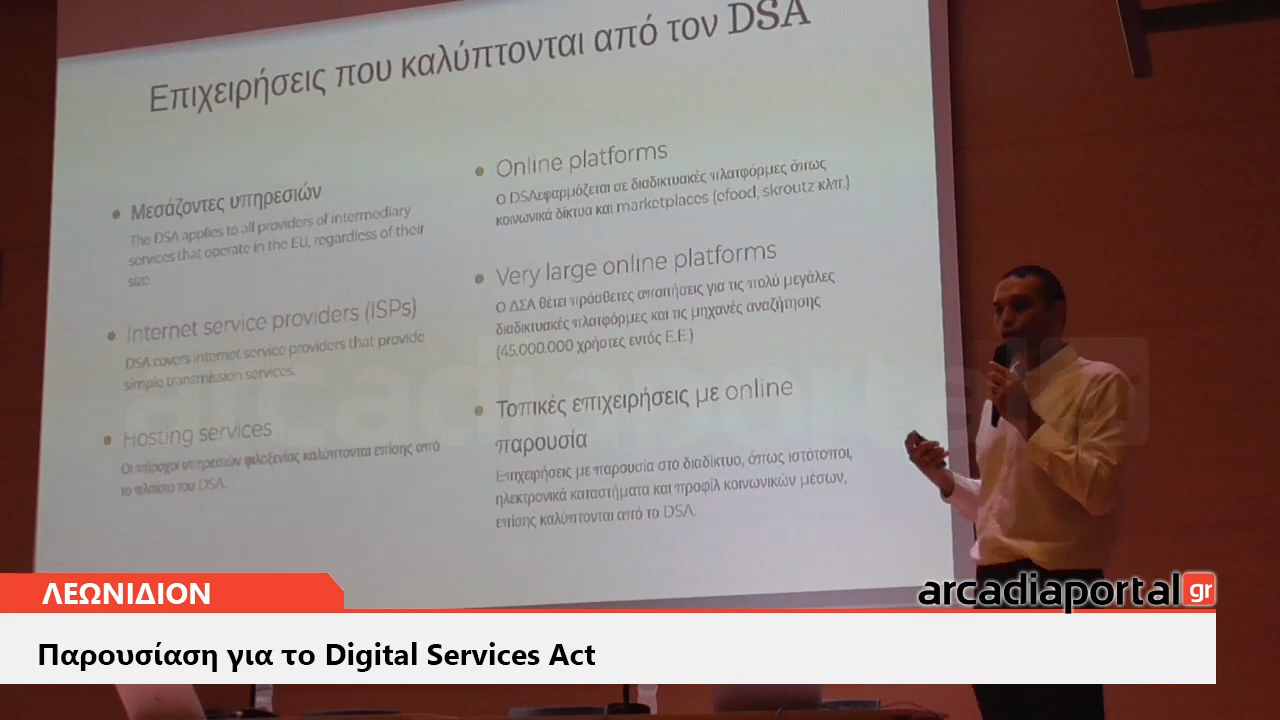 Επιχειρήσεις που καλύπτονται από τον DSA
Μεσάζοντες υπηρεσιών
The DSA applies to all providers of intermediary
services that operate in the EU, regardless of their
size.
Internet service providers (ISPs)
DSA covers internet service providers that provide
simple transmission services.
Hosting services
Οι πάροχοι υπηρεσιών φιλοξενίας καλύπτονται επίσης από
το πλαίσιο του DSA.
Online platforms
Ο DSAεφαρμόζεται σε διαδικτυακές πλατφόρμες όπως
κοινωνικά δίκτυα και marketplaces (efood, skroutz κλπ.)
Very large online platforms
Ο ΔΣΑ θέτει πρόσθετες απαιτήσεις για τις πολύ μεγάλες
διαδικτυακές πλατφόρμες και τις μηχανές αναζήτησης
(45.000.000 χρήστες εντός Ε.Ε.)
Τοπικές επιχειρήσεις με online
παρουσία
Επιχειρήσεις με παρουσία στο διαδίκτυο, όπως ιστότοποι,
ηλεκτρονικά καταστήματα και προφίλ κοινωνικών μέσων,
επίσης καλύπτονται από το DSA.
arcadiaportal gr
ΛΕΩΝΙΔΙΟΝ
arcadiaportal gr
Παρουσίαση για το Digital Services Act